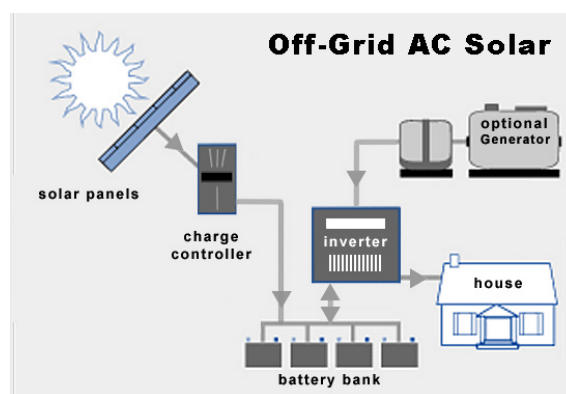 Off-Grid AC Solar
optional
Generator
solar panels
charge
controller
inverter
house
battery bank